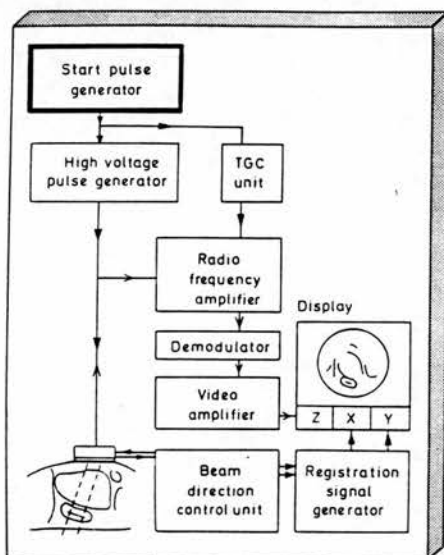 Start pulse
generator
High voltage
pulse generator
TGC
unit
Radio
frequency
amplifier
Display
Demodulator
Video
amplifier
Z X Y
Beam
direction
control unit
Registration
signal
generator